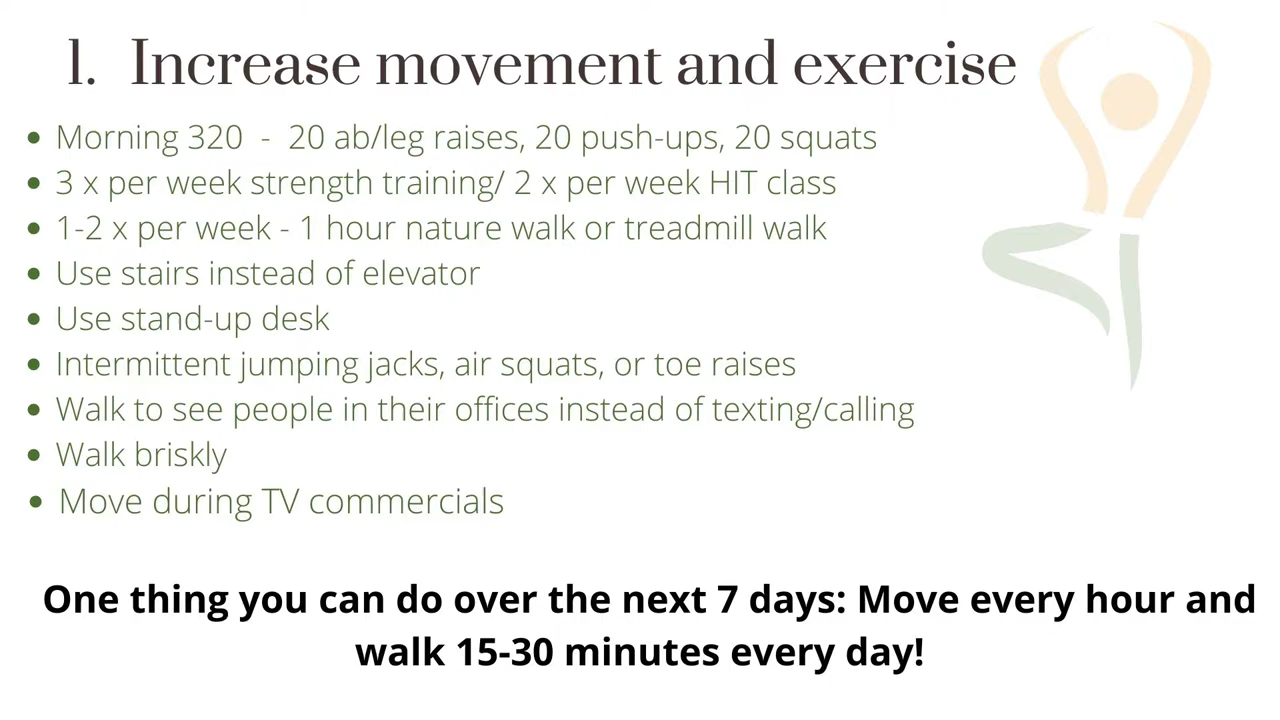 1. Increase movement and exercise
• Morning 320 - 20 ab/leg raises, 20 push-ups, 20 squats
• 3 x per week strength training/ 2 x per week HIT class
• 1-2 x per week - 1 hour nature walk or treadmill walk
• Use stairs instead of elevator
• Use stand-up desk
• Intermittent jumping jacks, air squats, or toe raises
• Walk to see people in their offices instead of texting/calling
• Walk briskly
• Move during TV commercials
One thing you can do over the next 7 days: Move every hour and
walk 15-30 minutes every day!